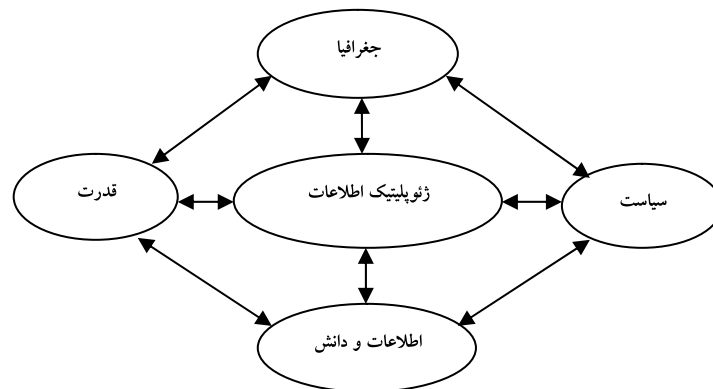 جغرافیا
سیاست
ژئوپلیتیک اطلاعات
قدرت
اطلاعات و دانش